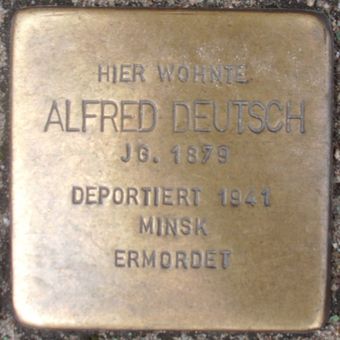 HIER WOHNTE
ALFRED DEUTSCH
JG. 1879
DEPORTIERT 1941
MINSK
ERMORDET